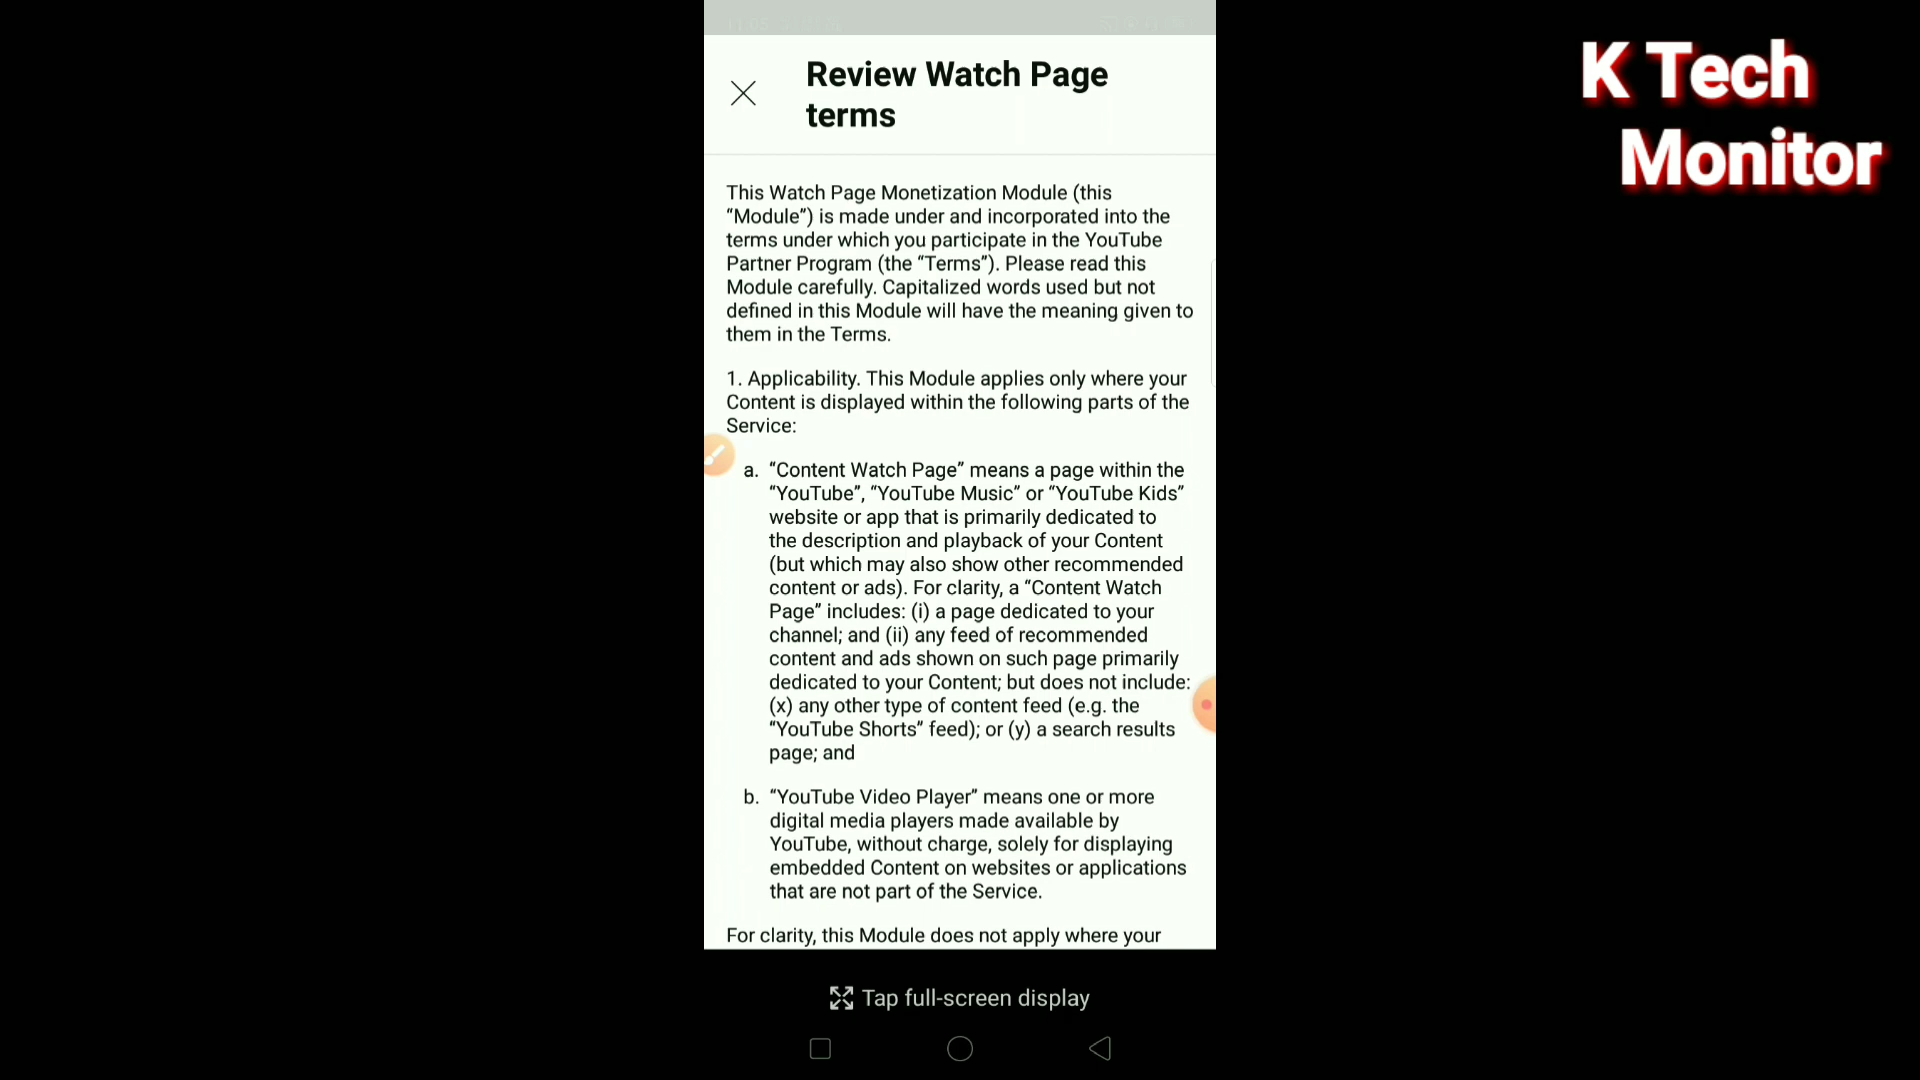 Review Watch Page
terms
K Tech
Monitor
This Watch Page Monetization Module (this
“Module”) is made under and incorporated into the
terms under which you participate in the YouTube
Partner Program (the “Terms”). Please read this
Module carefully. Capitalized words used but not
defined in this Module will have the meaning given to
them in the Terms.
1. Applicability. This Module applies only where your
Content is displayed within the following parts of the
Service:
a. “Content Watch Page” means a page within the
“YouTube”, “YouTube Music” or “YouTube Kids”
website or app that is primarily dedicated to
the description and playback of your Content
(but which may also show other recommended
content or ads). For clarity, a “Content Watch
Page” includes: (i) a page dedicated to your
channel; and (ii) any feed of recommended
content and ads shown on such page primarily
dedicated to your Content; but does not include:
(x) any other type of content feed (e.g. the
“YouTube Shorts” feed); or (y) a search results
page; and
b. “YouTube Video Player” means one or more
digital media players made available by
YouTube, without charge, solely for displaying
embedded Content on websites or applications
that are not part of the Service.
For clarity, this Module does not apply where your
Tap full-screen display